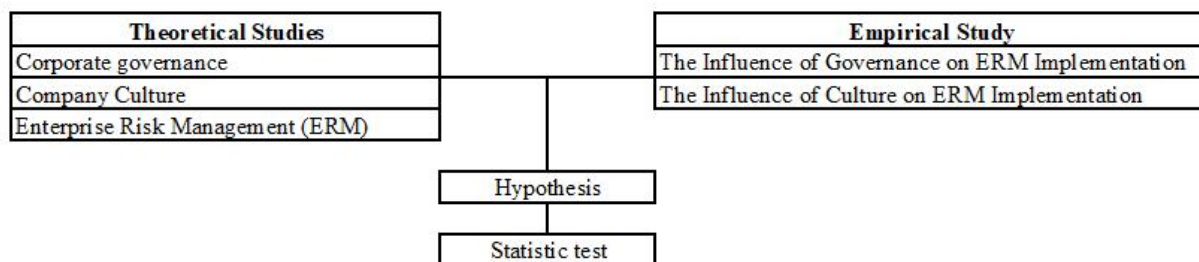 Theoretical Studies
Corporate governance
Company Culture
Enterprise Risk Management (ERM)
Empirical Study
The Influence of Governance on ERM Implementation
The Influence of Culture on ERM Implementation
Hypothesis
Statistic test